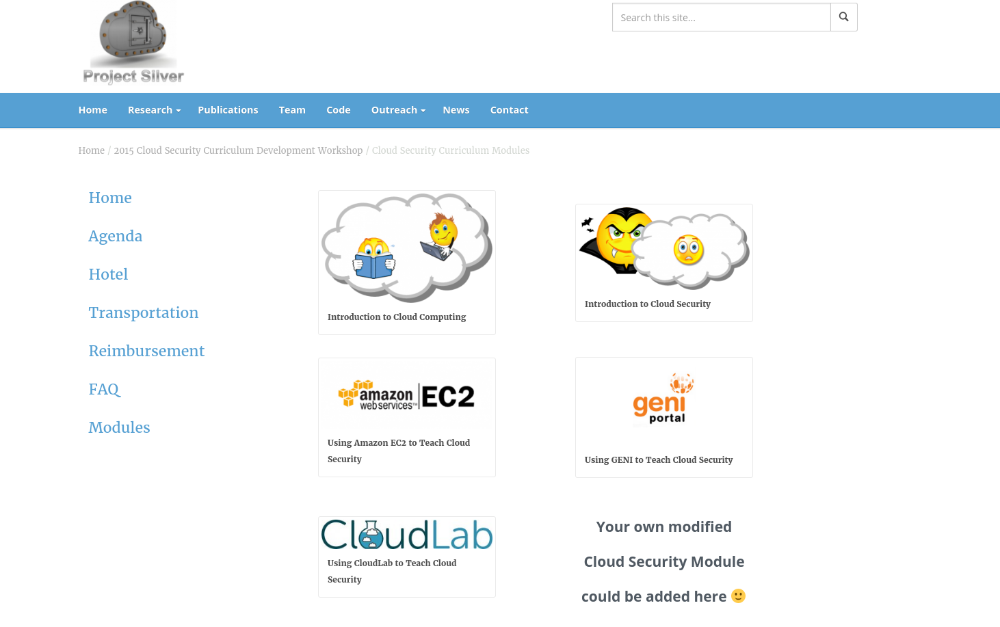 Project Silver
Search this site...
Home Research Publications Team Code Outreach News Contact
Home / 2015 Cloud Security Curriculum Development Workshop / Cloud Security Curriculum Modules
Home
Agenda
Hotel
Transportation
Reimbursement
FAQ
Modules
Introduction to Cloud Computing
Introduction to Cloud Security
amazon
webservices™
EC2
Using Amazon EC2 to Teach Cloud
Security
geni
portal
Using GENI to Teach Cloud Security
CloudLab
Using CloudLab to Teach Cloud
Security
Your own modified
Cloud Security Module
could be added here 🙂